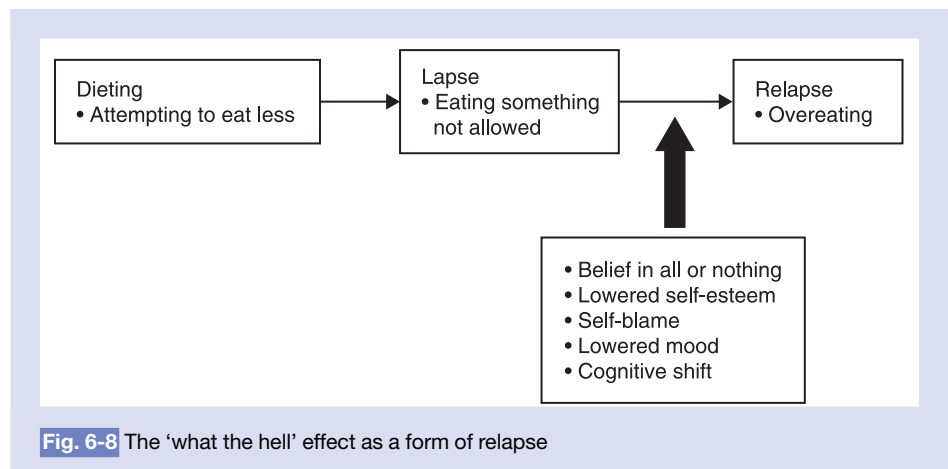 Dieting
• Attempting to eat less
Lapse
• Eating something
not allowed
Relapse
• Overeating
• Belief in all or nothing
• Lowered self-esteem
• Self-blame
• Lowered mood
• Cognitive shift
Fig. 6-8 The ‘what the hell’ effect as a form of relapse